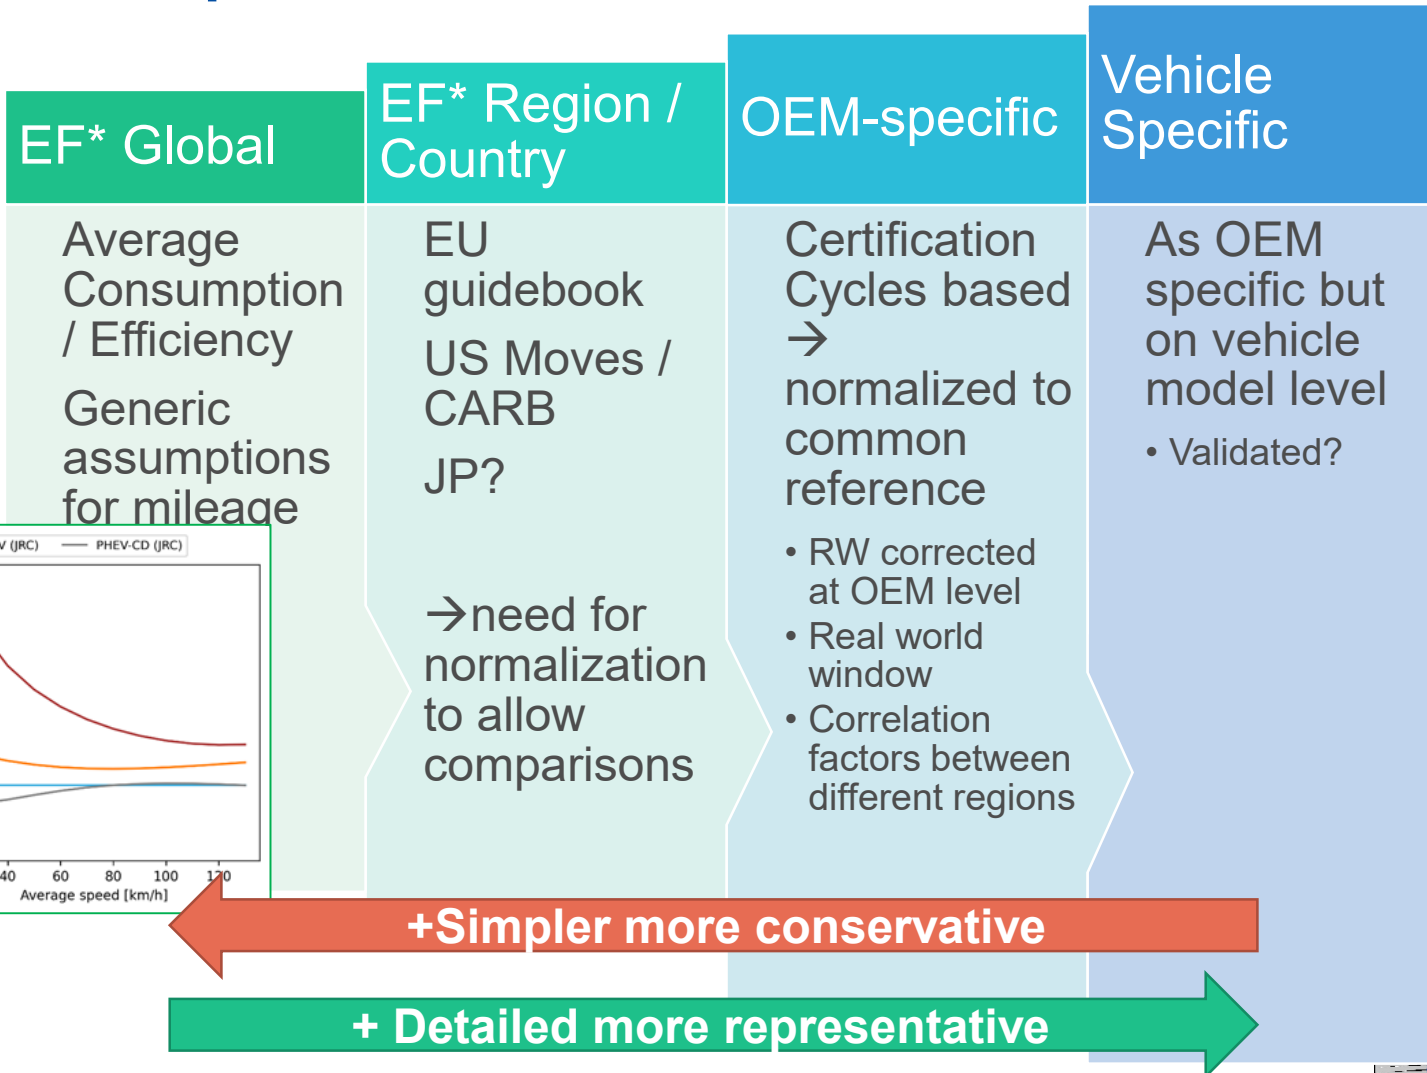 EF* Global
Average
Consumption
/ Efficiency
Generic
assumptions
for mileage
(JRC)
PHEV-CD (JRC)
40 60 80 100
Average speed [km/h]
EF* Region /
Country
EU
guidebook
US Moves /
CARB
JP?
→need for
normalization
to allow
comparisons
OEM-specific
Certification
Cycles based
→
normalized to
common
reference
• RW corrected
at OEM level
• Real world
window
• Correlation
factors between
different regions
Vehicle
Specific
As OEM
specific but
on vehicle
model level
• Validated?
+Simpler more conservative
+ Detailed more representative